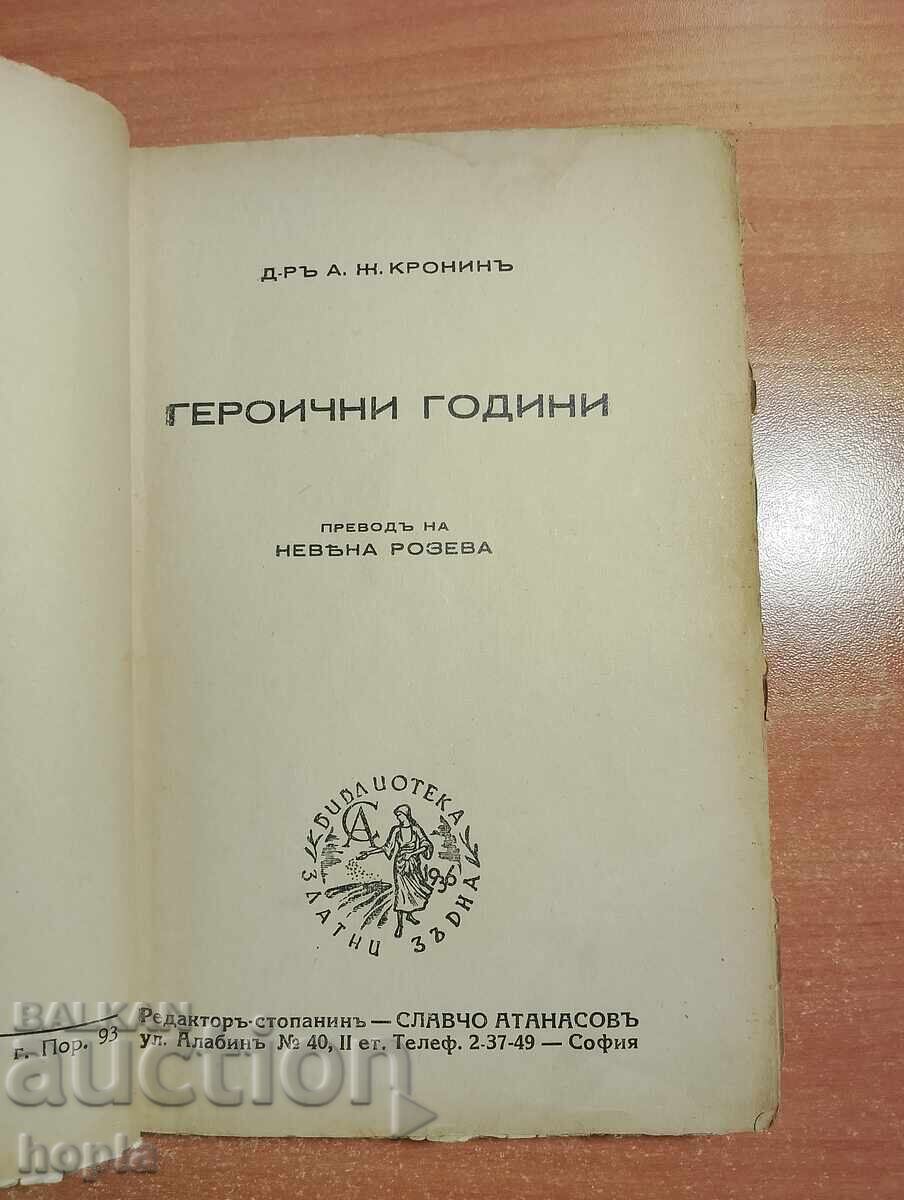 Д-РЪ А. Ж. КРОНИНЪ
ГЕРОИЧНИ ГОДИНИ
ПРЕВОДЪ НА
НЕВѢНА РОЗЕВА
БИБЛИОТЕКА
СА
1936
ЗЛАТНИ ЗЪРНА
Редакторъ-стопанинъ — СЛАВЧО АТАНАСОВЪ
ул. Алабинъ № 40, II ет. Телеф. 2-37-49 — София
г. Пор. 93
BALKAN
auction
hopla